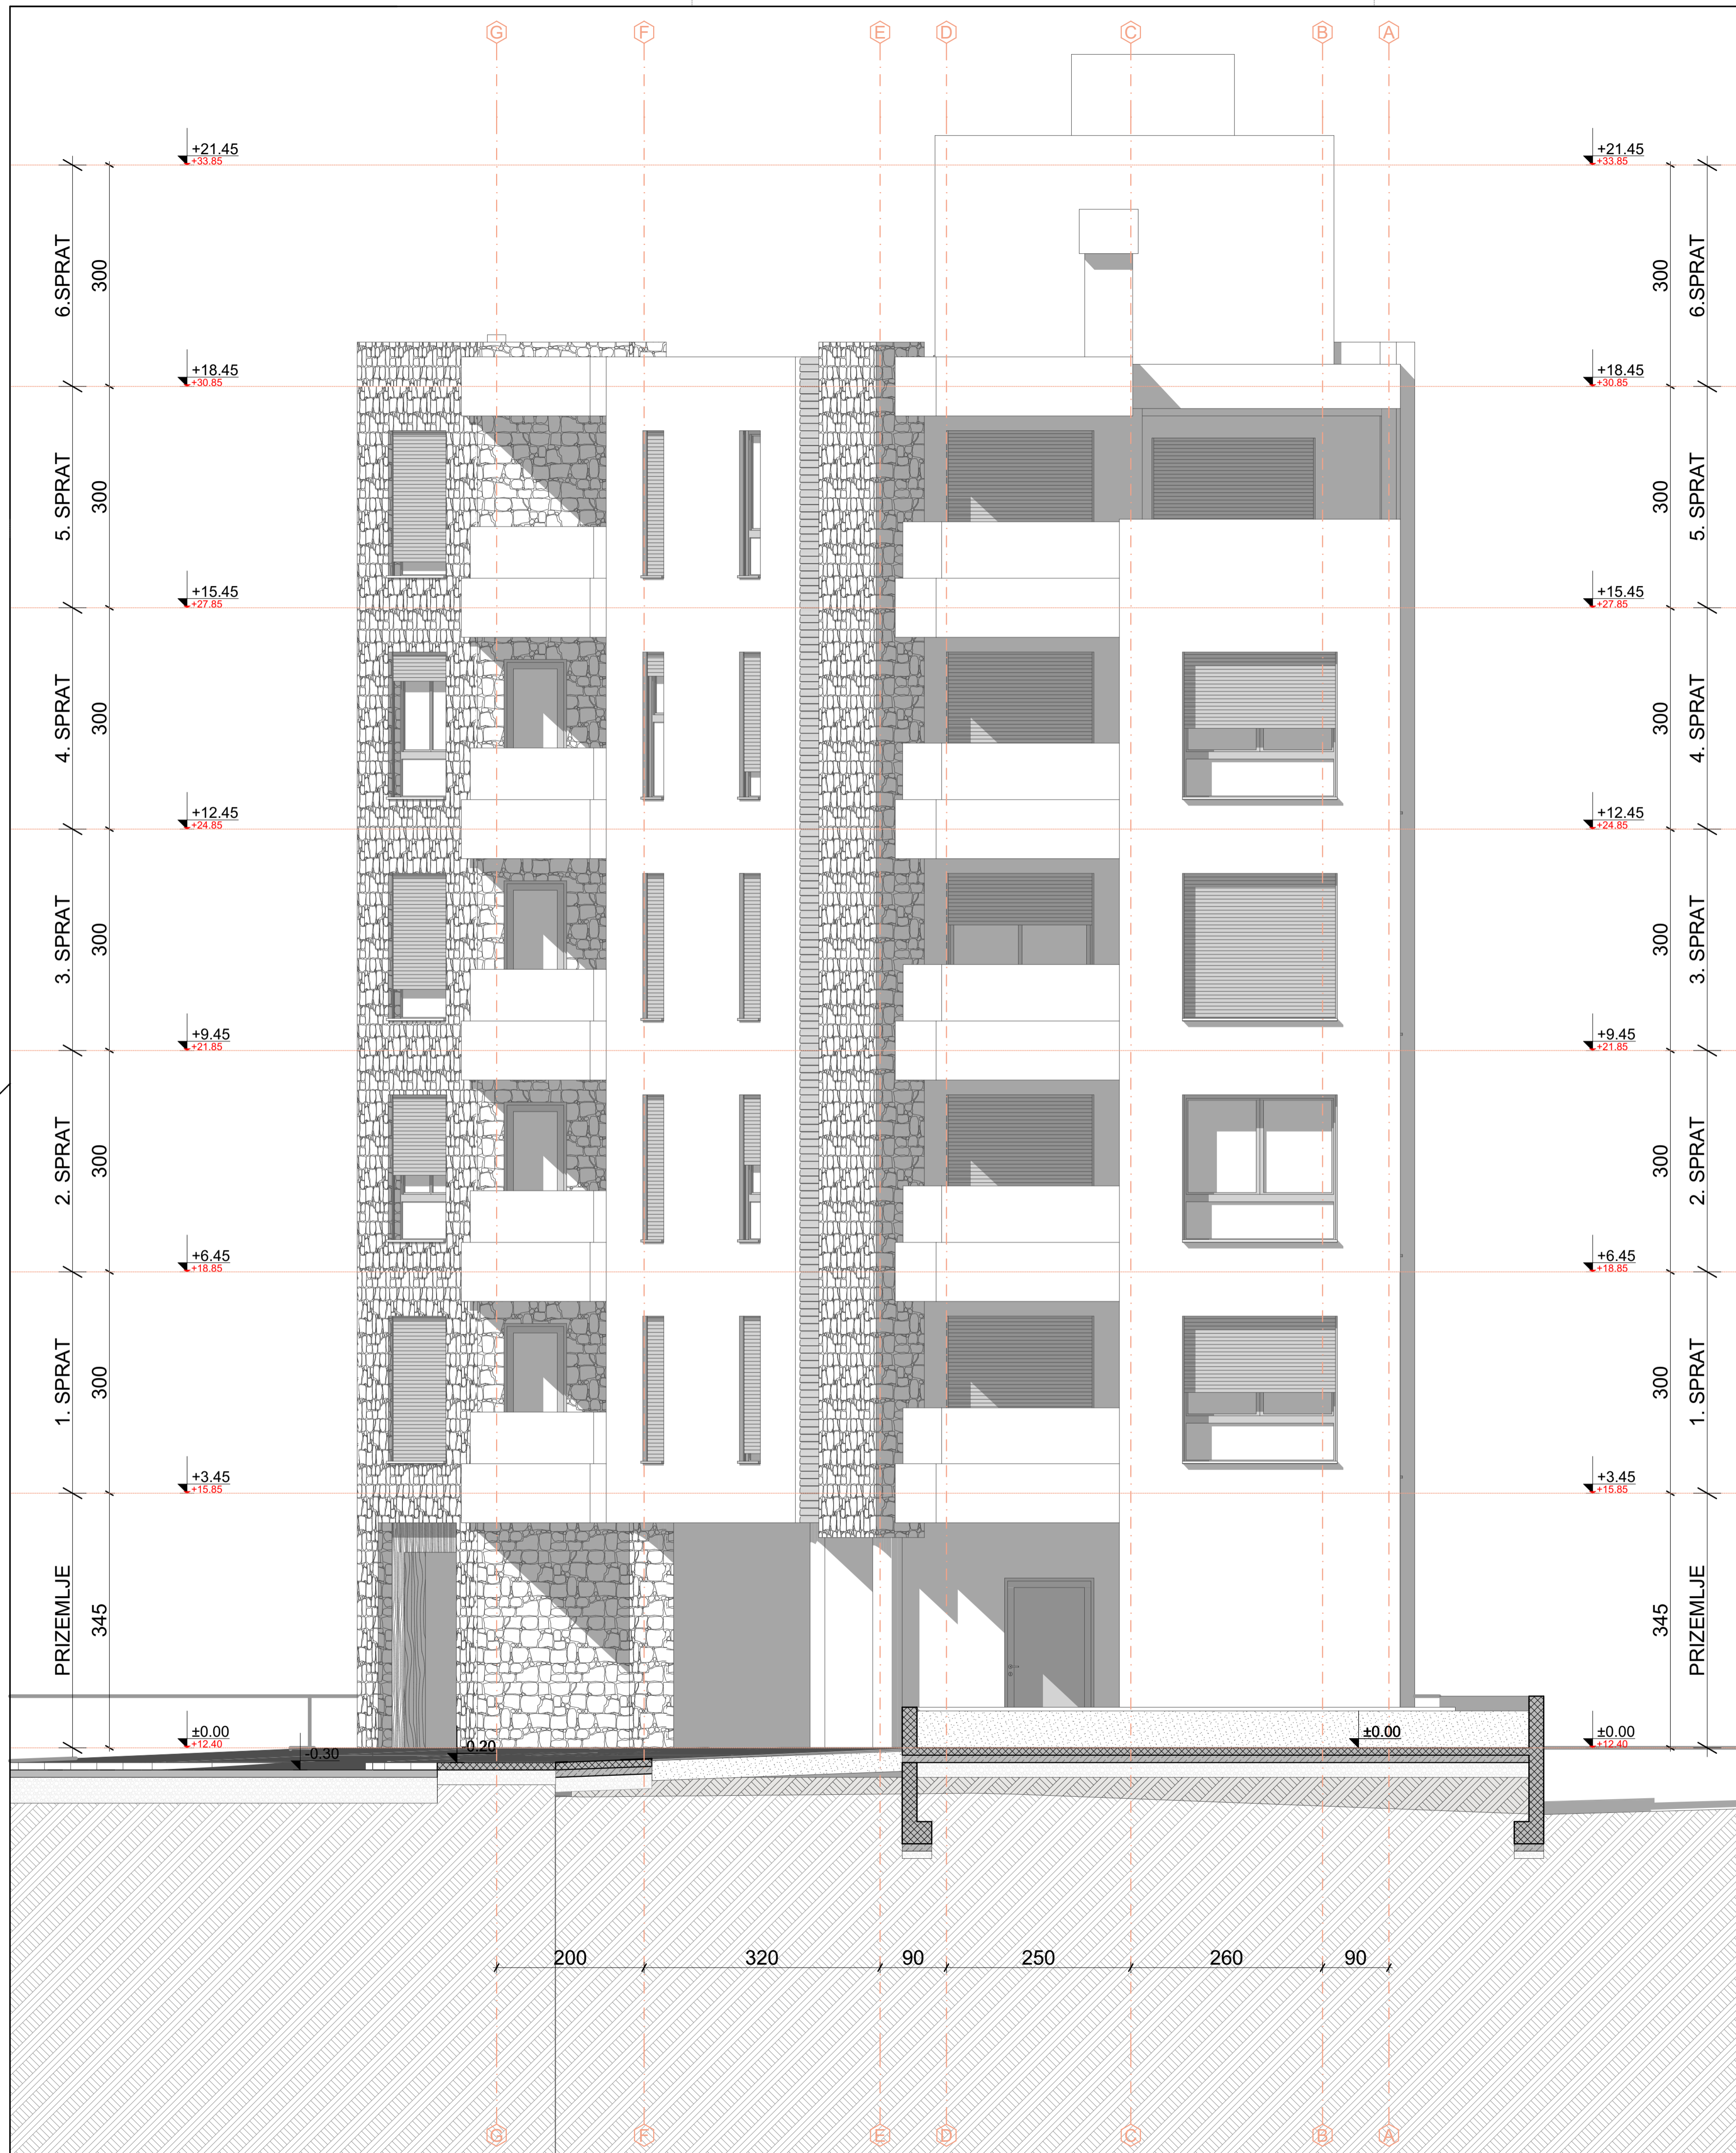 G F E D C B A
+21.45 +21.45
+33.85 +33.85
6.SPRAT 300 300 6.SPRAT
+18.45 +18.45
+30.85 +30.85
5. SPRAT 300 300 5. SPRAT
+15.45 +15.45
+27.85 +27.85
4. SPRAT 300 300 4. SPRAT
+12.45 +12.45
+24.85 +24.85
3. SPRAT 300 300 3. SPRAT
+9.45 +9.45
+21.85 +21.85
2. SPRAT 300 300 2. SPRAT
+6.45 +6.45
+18.85 +18.85
1. SPRAT 300 300 1. SPRAT
+3.45 +3.45
+15.85 +15.85
PRIZEMLJE 345 345 PRIZEMLJE
±0.00 ±0.00 ±0.00
+12.40 +12.40
-0.30 -0.20
200 320 90 250 260 90
G F E D C B A